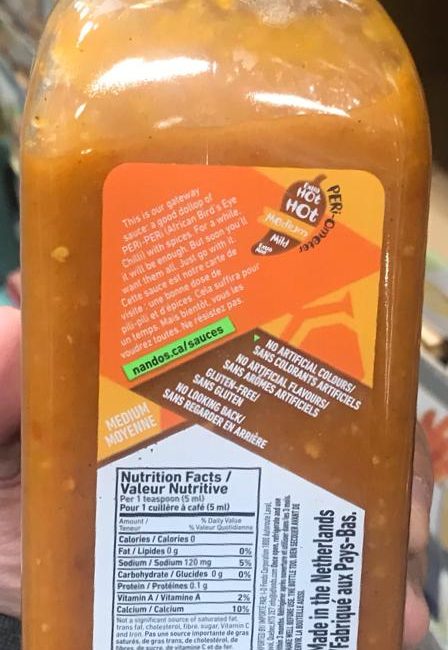 This is our gateway
sauce: a good dollop of
PERi-PERi (African Bird's Eye
Chilli) with spices. For a while,
it will be enough. But soon you'll
want them all. Just go with it.
Cette sauce est notre carte de
visite : une bonne dose de
pili-pili et d'épices. Cela suffira pour
un temps. Mais bientôt, vous les
voudrez toutes. Ne résistez pas.
nandos.ca/sauces
PERi-ometer
Extra
HOT
HOT
Medium
Mild
NO ARTIFICIAL COLOURS/
SANS COLORANTS ARTIFICIELS
NO ARTIFICIAL FLAVOURS/
SANS ARÔMES ARTIFICIELS
GLUTEN-FREE/
SANS GLUTEN
NO LOOKING BACK/
SANS REGARDER EN ARRIÈRE
MEDIUM
MOYENNE
Nutrition Facts /
Valeur Nutritive
Per 1 teaspoon (5 ml)
Pour 1 cuillère à café (5 ml)
Amount / % Daily Value
Teneur % Valeur Quotidienne
Calories / Calories 0
Fat / Lipides 0 g 0%
Sodium / Sodium 120 mg 5%
Carbohydrate / Glucides 0 g 0%
Protein / Protéines 0.1 g
Vitamin A / Vitamine A 2%
Calcium / Calcium 10%
Not a significant source of saturated fat,
trans fat, cholesterol, fibre, sugar, Vitamin C
and Iron. Pas une source importante de gras
saturés, de gras trans, de cholestérol, de
fibres, de sucre, de vitamine C et de fer.
Made in the Netherlands
/Fabriqué aux Pays-Bas.